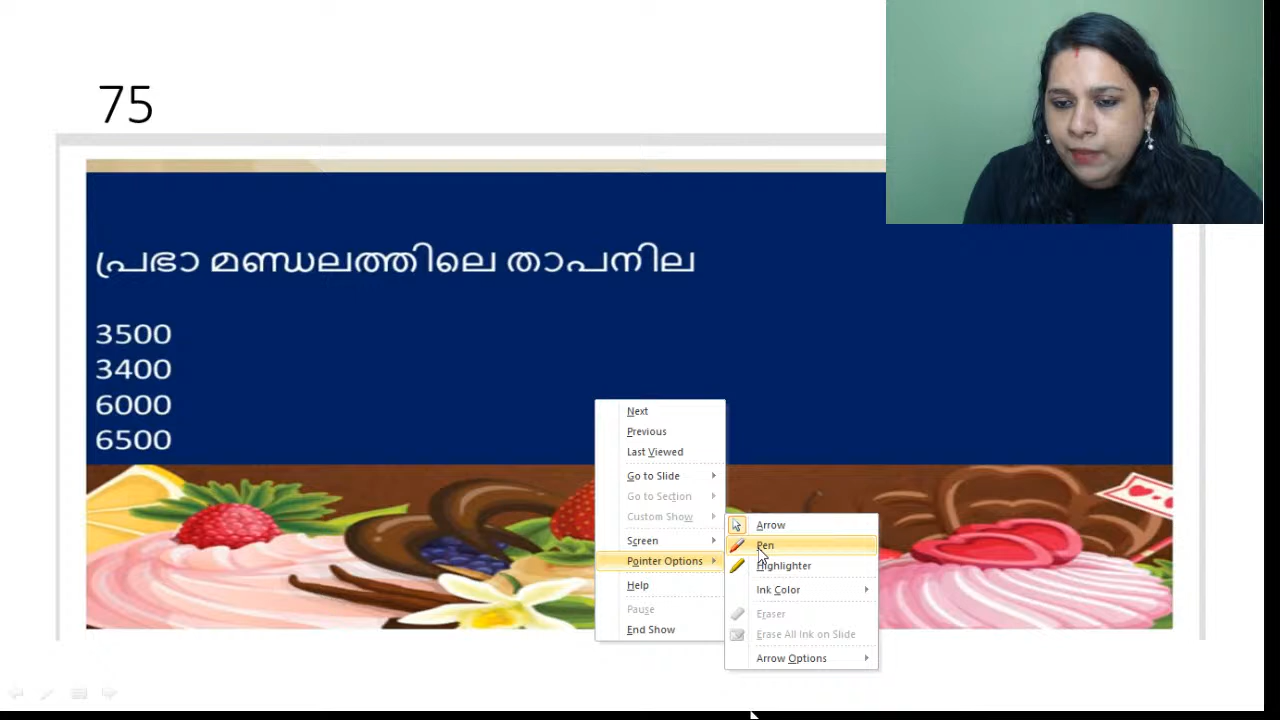 75
പ്രഭാ മണ്ഡലത്തിലെ താപനില
3500
3400
6000
6500
Next
Previous
Last Viewed
Go to Slide
Go to Section
Custom Show
Screen
Pointer Options
Help
Pause
End Show
Arrow
Pen
Highlighter
Ink Color
Eraser
Erase All Ink on Slide
Arrow Options